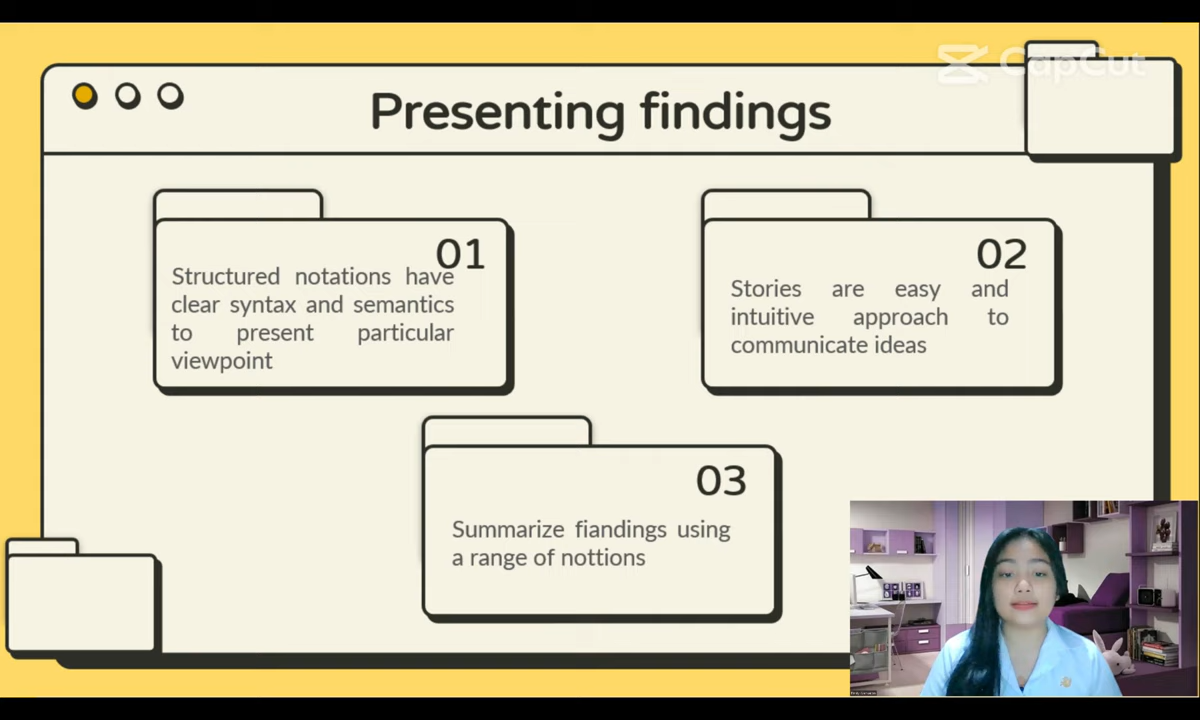 CapCut
Presenting findings
01
Structured notations have
clear syntax and semantics
to present particular
viewpoint
02
Stories are easy and
intuitive approach to
communicate ideas
03
Summarize fiandings using
a range of nottions